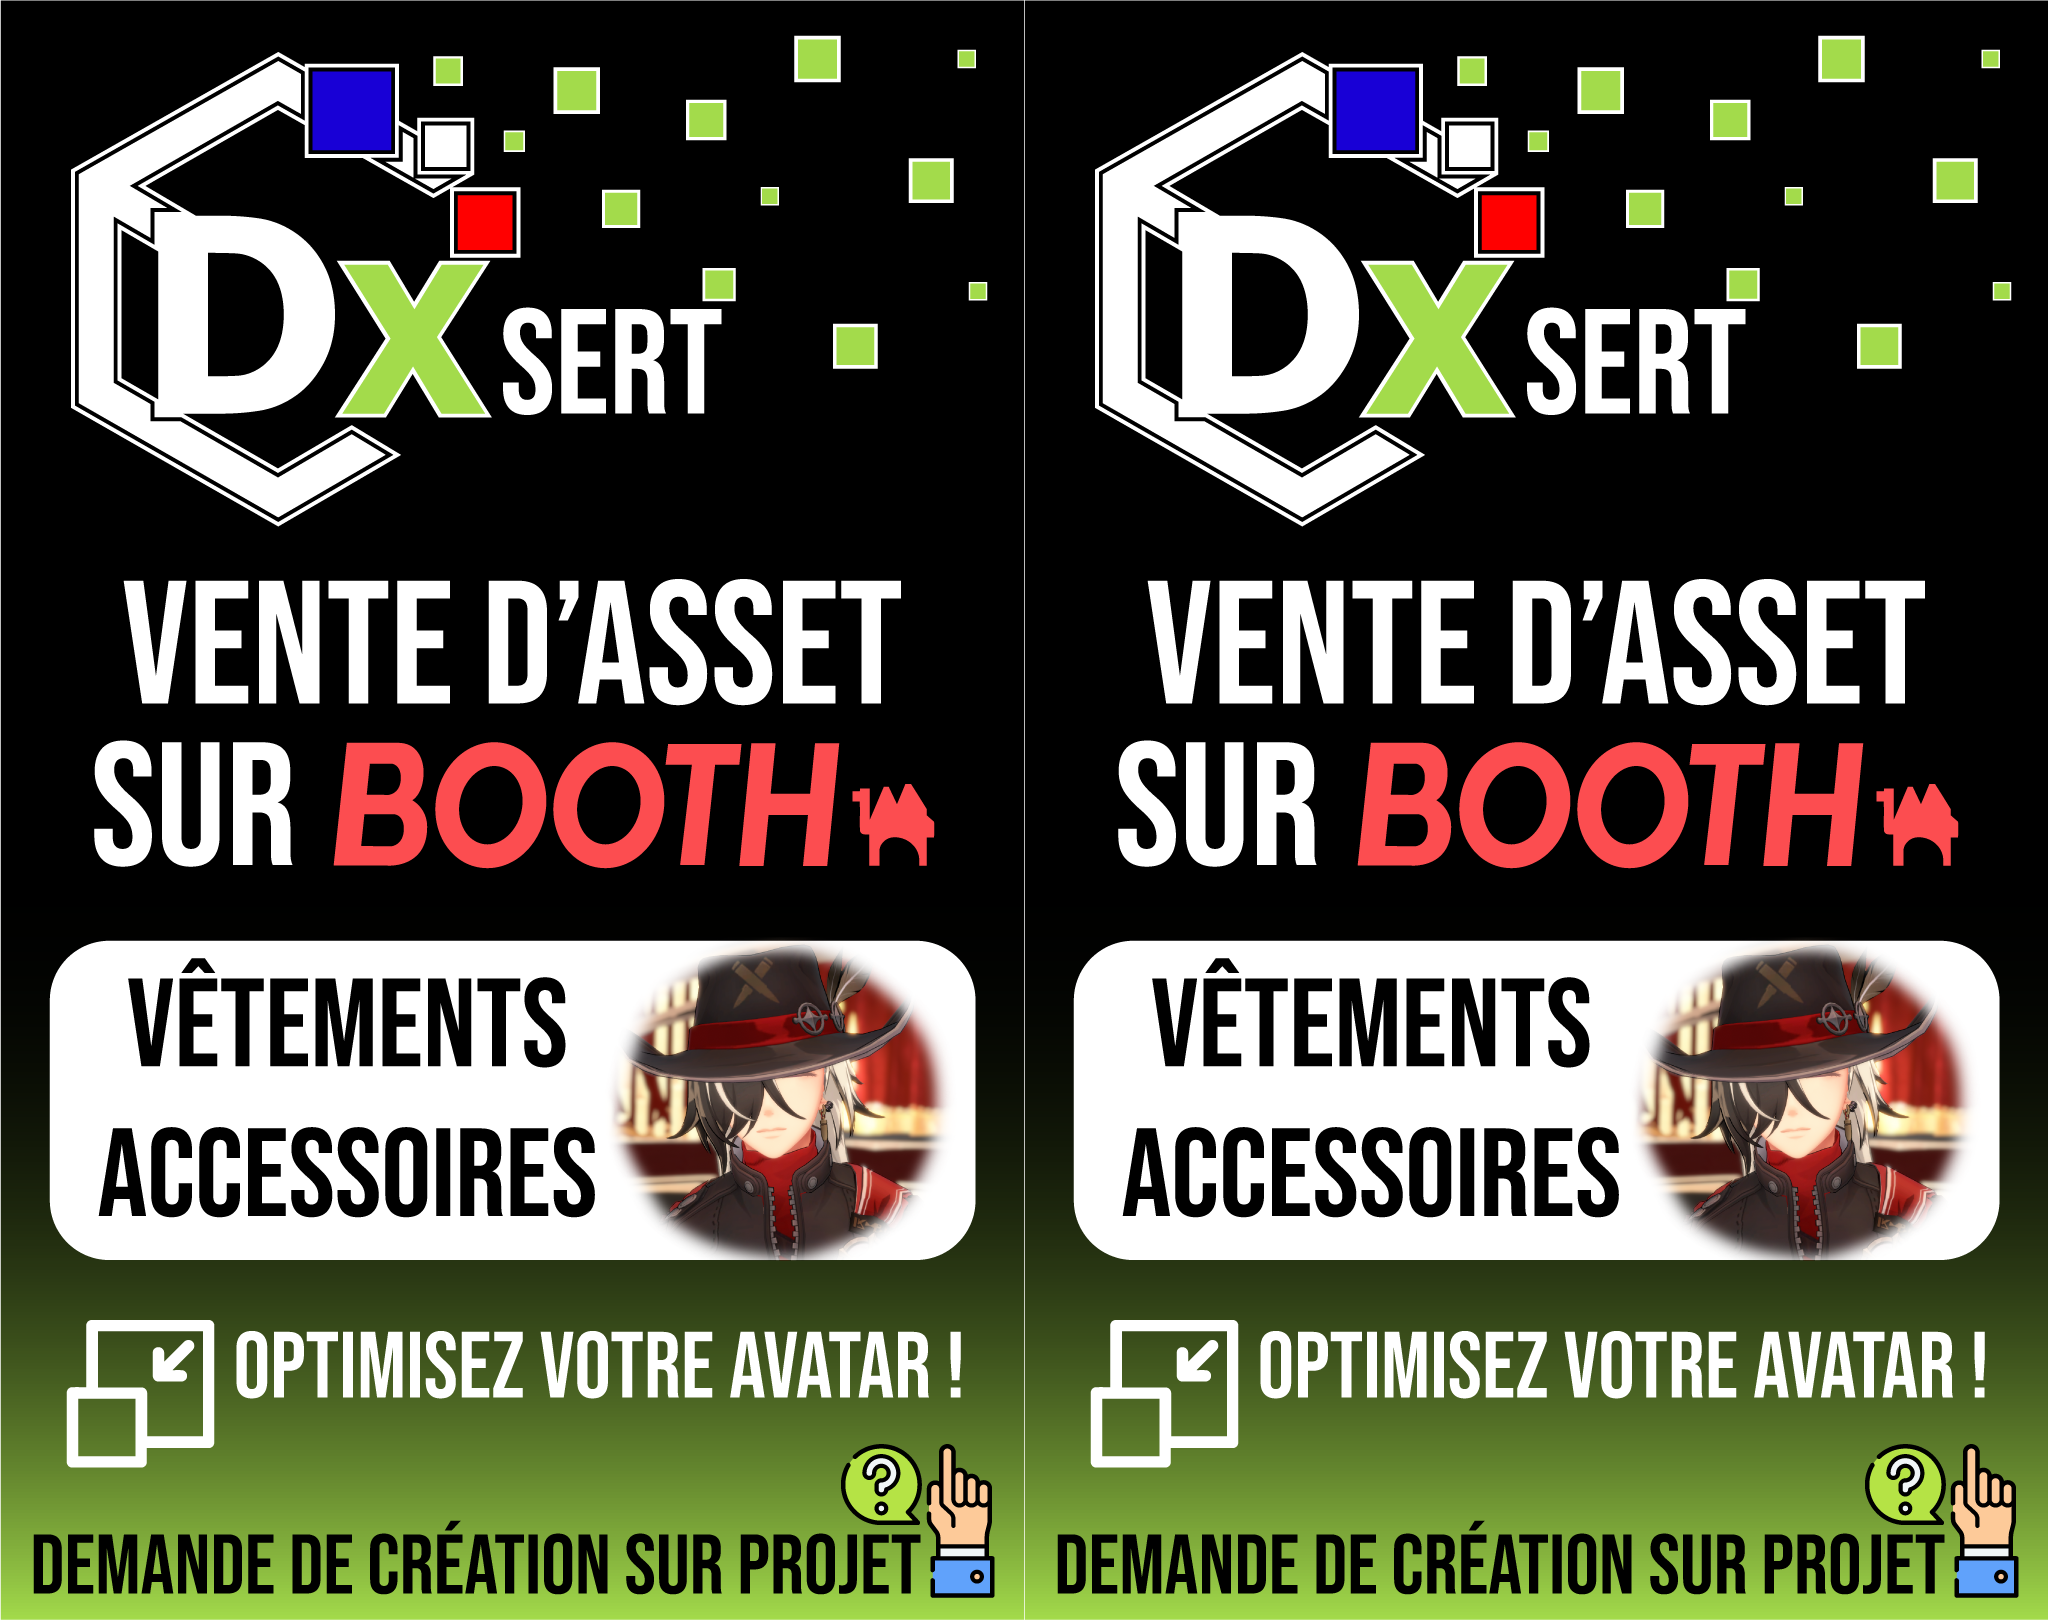 Dx SERT
VENTE D’ASSET
SUR BOOTH
VÊTEMENTS
ACCESSOIRES
OPTIMISEZ VOTRE AVATAR !
?
DEMANDE DE CRÉATION SUR PROJET
Dx SERT
VENTE D’ASSET
SUR BOOTH
VÊTEMENTS
ACCESSOIRES
OPTIMISEZ VOTRE AVATAR !
?
DEMANDE DE CRÉATION SUR PROJET